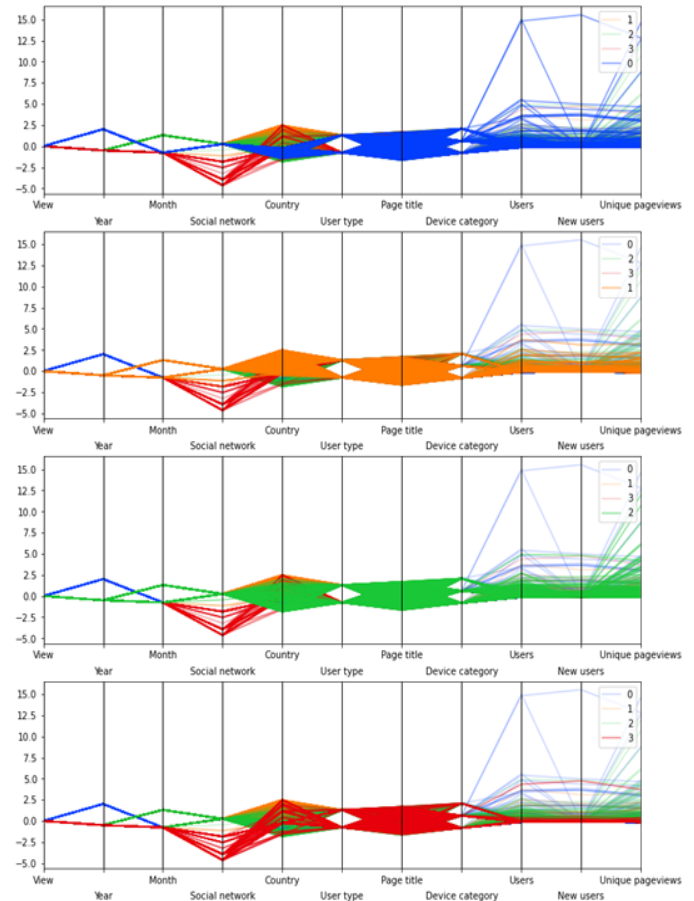 15.0
12.5
10.0
7.5
5.0
2.5
0.0
−2.5
−5.0
1
2
3
0
View
Year
Month
Social network
Country
User type
Page title
Device category
Users
New users
Unique pageviews
15.0
12.5
10.0
7.5
5.0
2.5
0.0
−2.5
−5.0
0
2
3
1
View
Year
Month
Social network
Country
User type
Page title
Device category
Users
New users
Unique pageviews
15.0
12.5
10.0
7.5
5.0
2.5
0.0
−2.5
−5.0
0
1
3
2
View
Year
Month
Social network
Country
User type
Page title
Device category
Users
New users
Unique pageviews
15.0
12.5
10.0
7.5
5.0
2.5
0.0
−2.5
−5.0
0
1
2
3
View
Year
Month
Social network
Country
User type
Page title
Device category
Users
New users
Unique pageviews